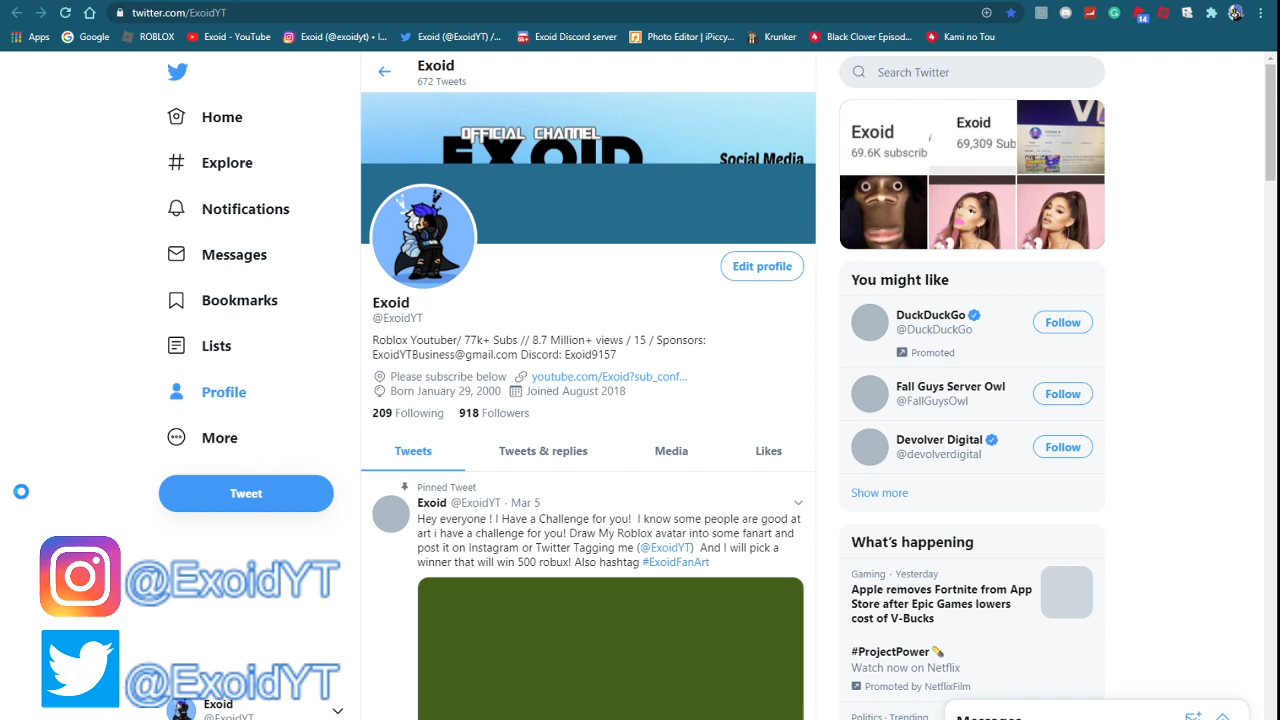 twitter.com/ExoidYT
14
Apps
Google
ROBLOX
Exoid - YouTube
Exoid (@exoidyt) • I...
Exoid (@ExoidYT) /...
Exoid Discord server
Photo Editor | iPiccy...
Krunker
Black Clover Episod...
Kami no Tou
Home
Explore
Notifications
Messages
Bookmarks
Lists
Profile
More
Tweet
@ExoidYT
@ExoidYT
Exoid
@ExoidYT
Exoid
672 Tweets
OFFICIAL CHANNEL
EXOID
Social Media
Edit profile
Exoid
@ExoidYT
Roblox Youtuber/ 77k+ Subs // 8.7 Million+ views / 15 / Sponsors:
ExoidYTBusiness@gmail.com Discord: Exoid9157
Please subscribe below youtube.com/Exoid?sub_conf...
Born January 29, 2000 Joined August 2018
209 Following 918 Followers
Tweets
Tweets & replies
Media
Likes
Pinned Tweet
Exoid @ExoidYT · Mar 5
Hey everyone ! I Have a Challenge for you! I know some people are good at
art i have a challenge for you! Draw My Roblox avatar into some fanart and
post it on Instagram or Twitter Tagging me (@ExoidYT) And I will pick a
winner that will win 500 robux! Also hashtag #ExoidFanArt
Search Twitter
Exoid
69.6K subscrib
Exoid
69,309 Sub
You might like
DuckDuckGo
@DuckDuckGo
Follow
Promoted
Fall Guys Server Owl
@FallGuysOwl
Follow
Devolver Digital
@devolverdigital
Follow
Show more
What's happening
Gaming · Yesterday
Apple removes Fortnite from App
Store after Epic Games lowers
cost of V-Bucks
#ProjectPower
Watch now on Netflix
Promoted by NetflixFilm
Politics · Trending
Messages